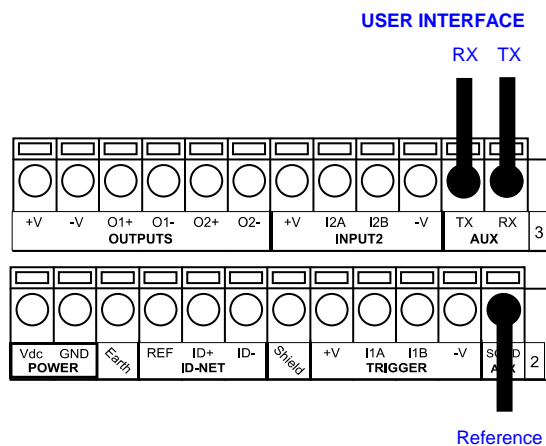 USER INTERFACE
RX TX
+V -V O1+ O1- O2+ O2- +V I2A I2B -V TX RX
OUTPUTS INPUT2 AUX 3
Vdc GND Earth REF ID+ ID- Shield +V I1A I1B -V
POWER ID-NET TRIGGER 2
Reference